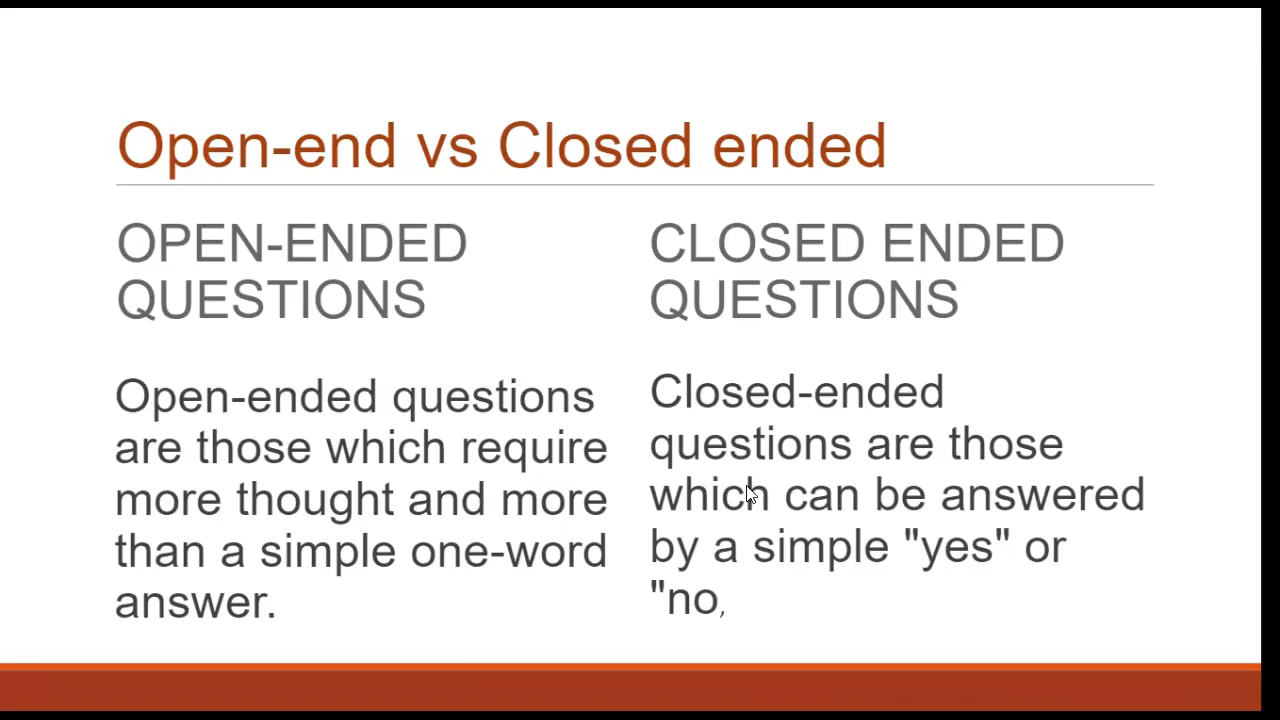 Open-end vs Closed ended
OPEN-ENDED
QUESTIONS
Open-ended questions
are those which require
more thought and more
than a simple one-word
answer.
CLOSED ENDED
QUESTIONS
Closed-ended
questions are those
which can be answered
by a simple "yes" or
"no,